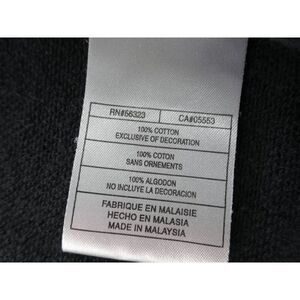 RN#56323 CA#05553
100% COTTON
EXCLUSIVE OF DECORATION
100% COTON
SANS ORNEMENTS
100% ALGODON
NO INCLUYE LA DECORACION
FABRIQUE EN MALAISIE
HECHO EN MALASIA
MADE IN MALAYSIA